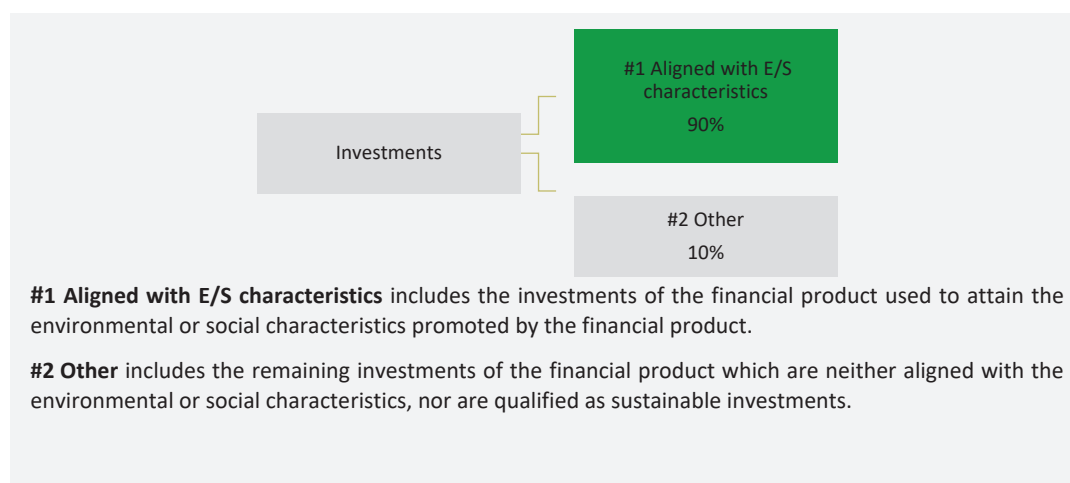 #1 Aligned with E/S
characteristics
90%
Investments
#2 Other
10%
#1 Aligned with E/S characteristics includes the investments of the financial product used to attain the
environmental or social characteristics promoted by the financial product.
#2 Other includes the remaining investments of the financial product which are neither aligned with the
environmental or social characteristics, nor are qualified as sustainable investments.